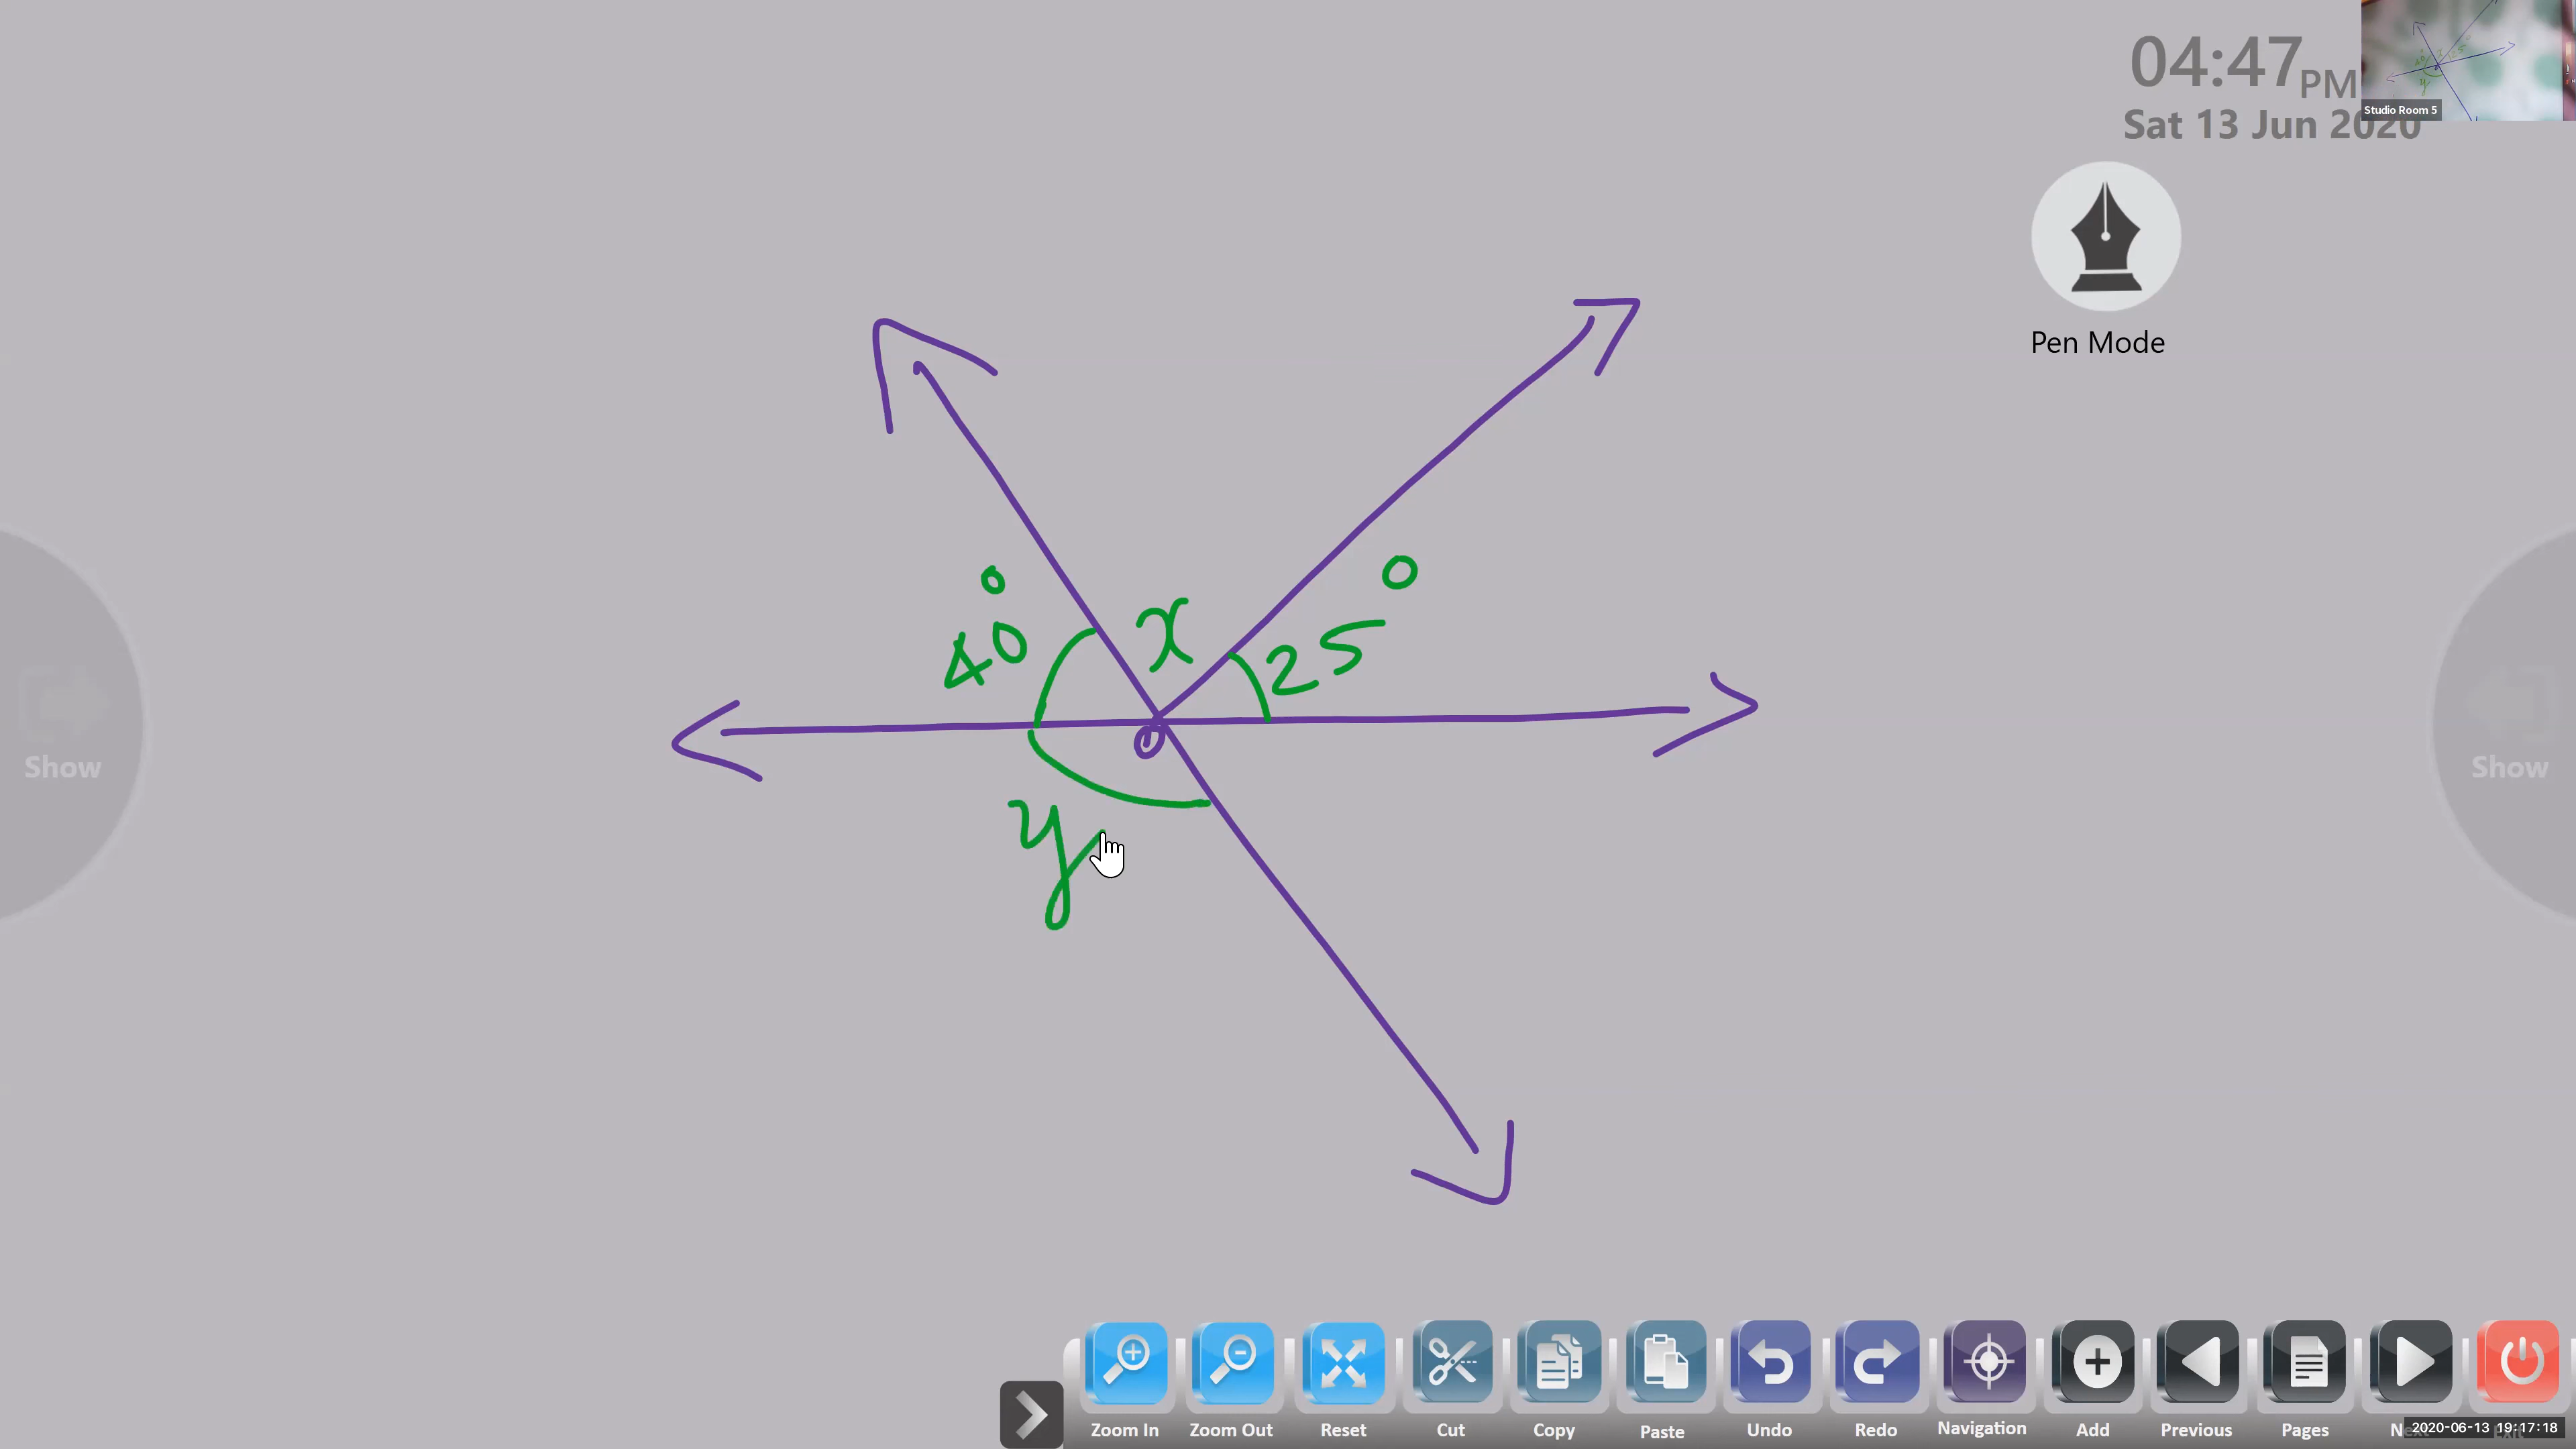 04:47PM
Sat 13 Jun 2020
Studio Room 5
Pen Mode
40°
x
25°
O
y
Show
Show
Zoom In
Zoom Out
Reset
Cut
Copy
Paste
Undo
Redo
Navigation
Add
Previous
Pages
2020-06-13 19:17:18